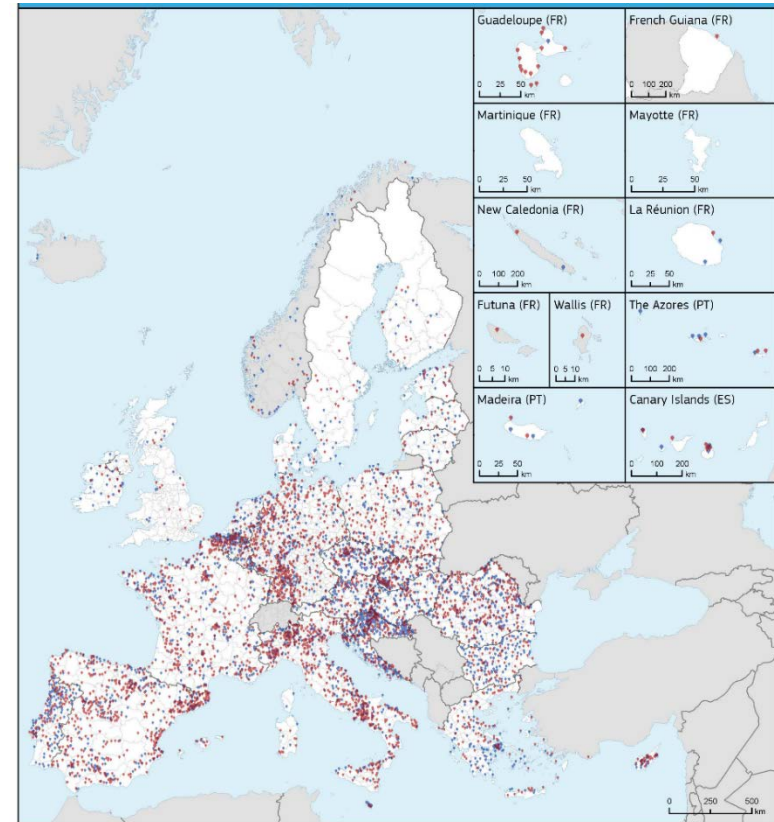 Guadeloupe (FR)
0 25 50
km
French Guiana (FR)
0 100 200
km
Martinique (FR)
0 25 50
km
Mayotte (FR)
0 25 50
km
New Caledonia (FR)
0 100 200
km
La Réunion (FR)
0 25 50
km
Futuna (FR)
0 5 10
km
Wallis (FR)
0 5 10
km
The Azores (PT)
0 100 200
km
Madeira (PT)
0 25 50
km
Canary Islands (ES)
0 100 200
km
0 250 500
km